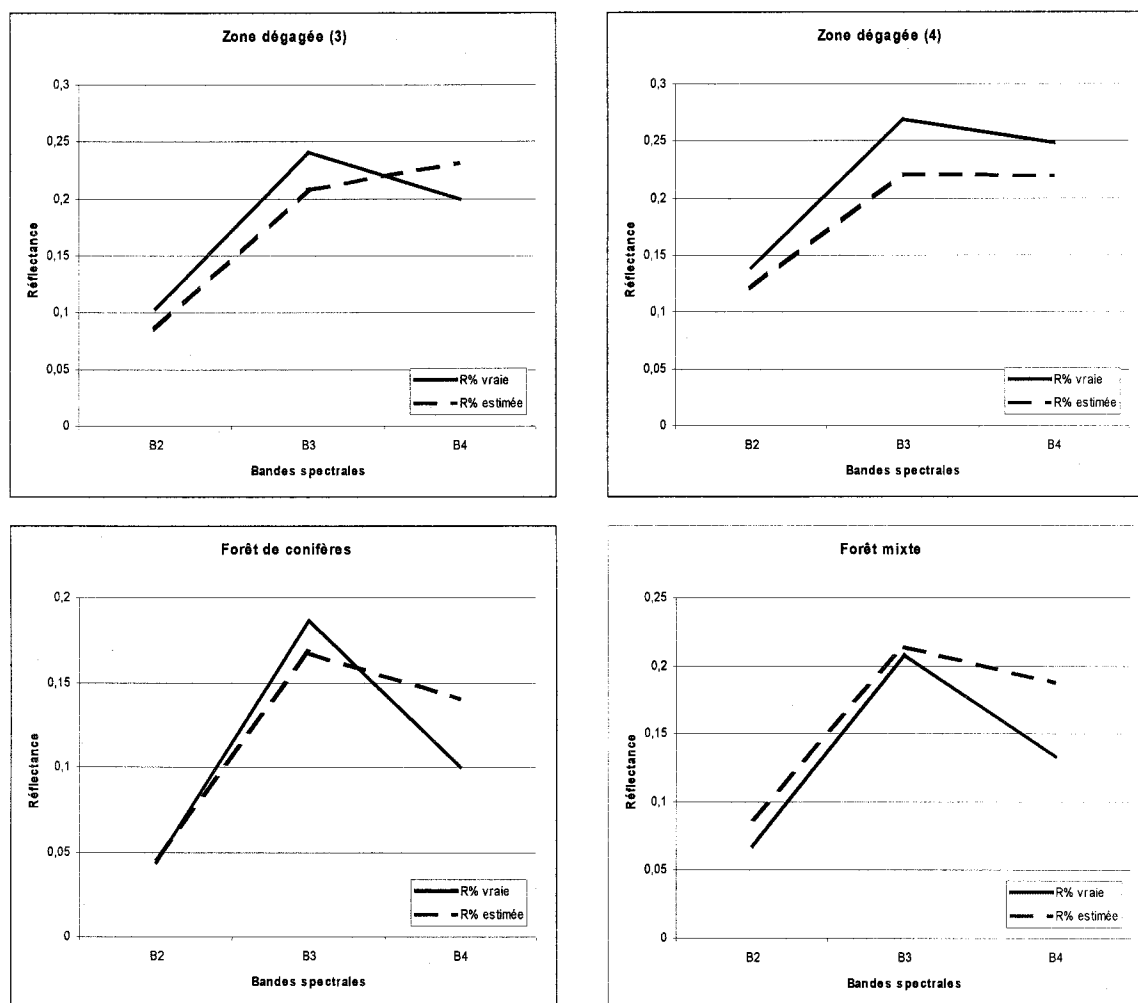 Zone dégagée (3)
0,3
0,25
0,2
0,15
0,1
0,05
0
Réflectance
B2
B3
B4
Bandes spectrales
R% vraie
R% estimée
Zone dégagée (4)
0,3
0,25
0,2
0,15
0,1
0,05
0
Réflectance
B2
B3
B4
Bandes spectrales
R% vraie
R% estimée
Forêt de conifères
0,2
0,15
0,1
0,05
0
Réflectance
B2
B3
B4
Bandes spectrales
R% vraie
R% estimée
Forêt mixte
0,25
0,2
0,15
0,1
0,05
0
Réflectance
B2
B3
B4
Bandes spectrales
R% vraie
R% estimée